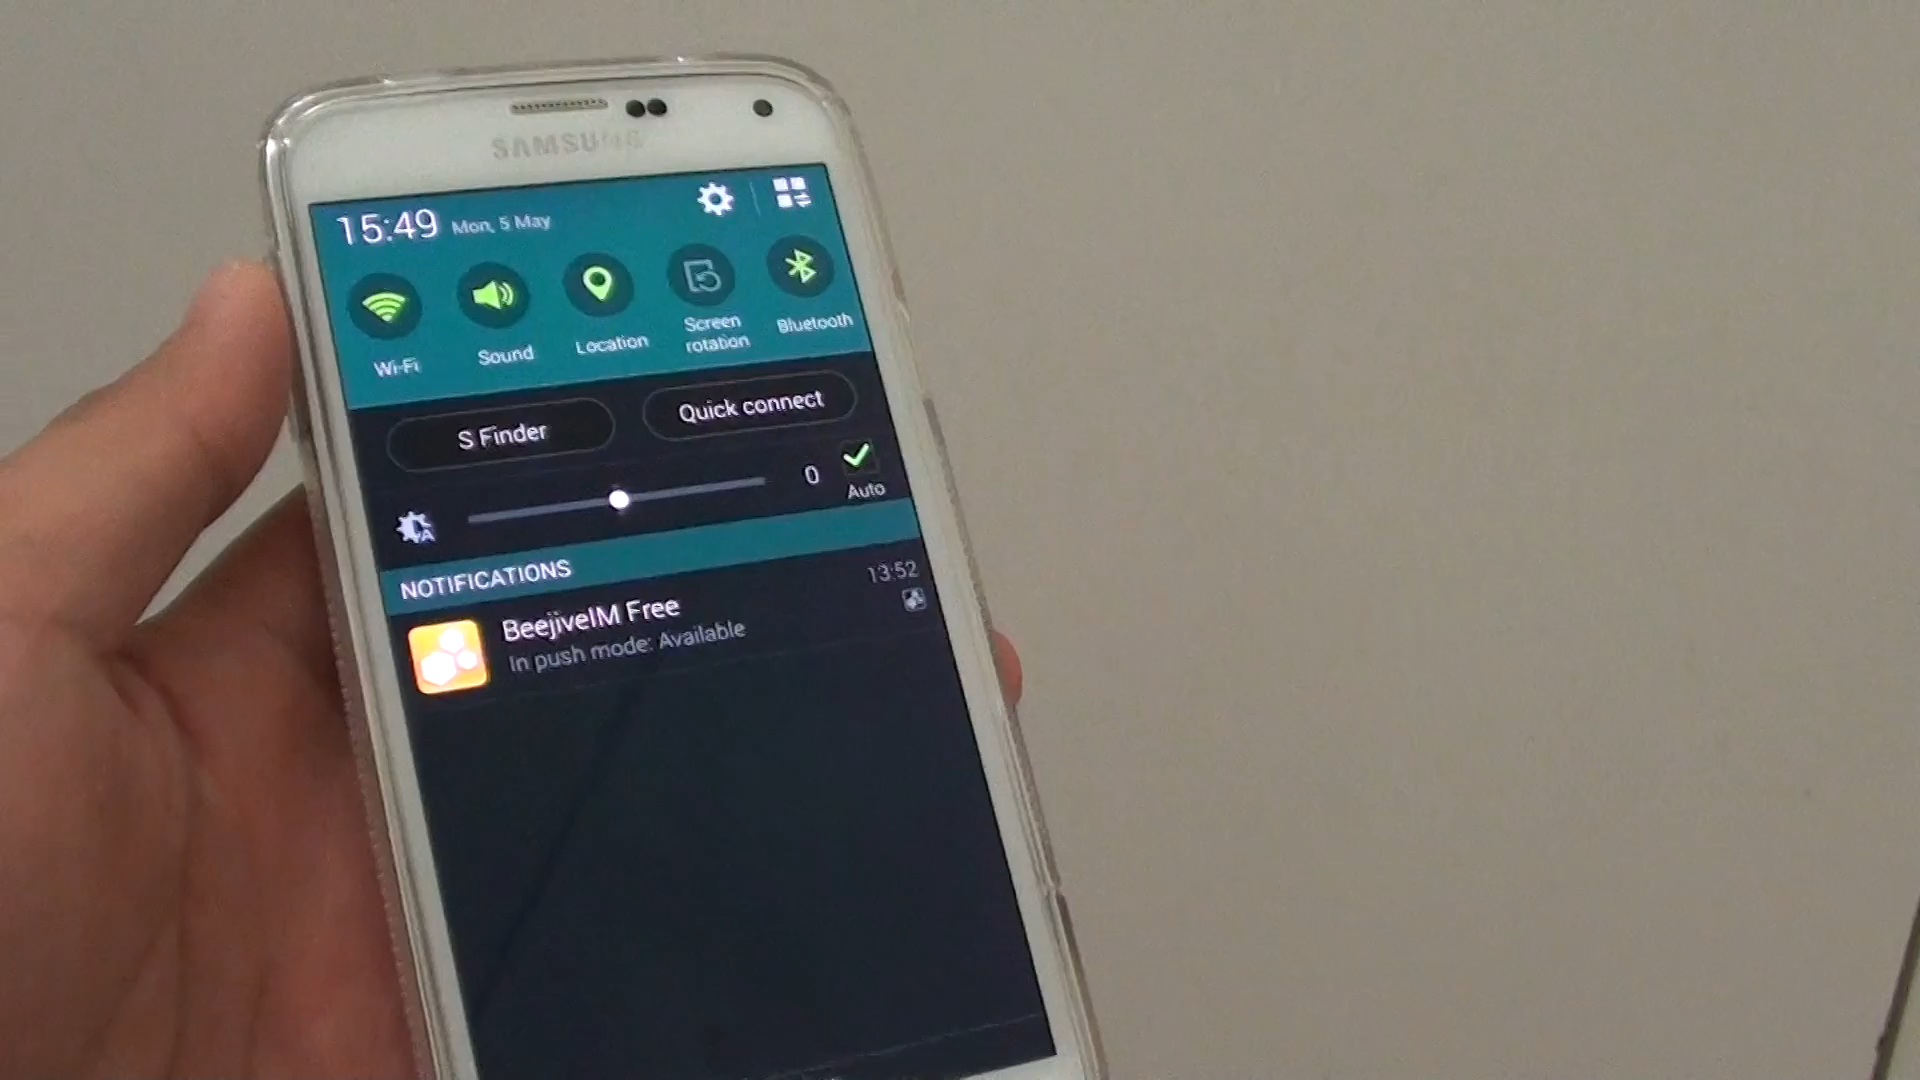 SAMSUNG
15:49 Mon, 5 May
Wi-Fi Sound Location Screen rotation Bluetooth
S Finder Quick connect
0
A Auto
NOTIFICATIONS
BeejiveIM Free 13:52
In push mode: Available